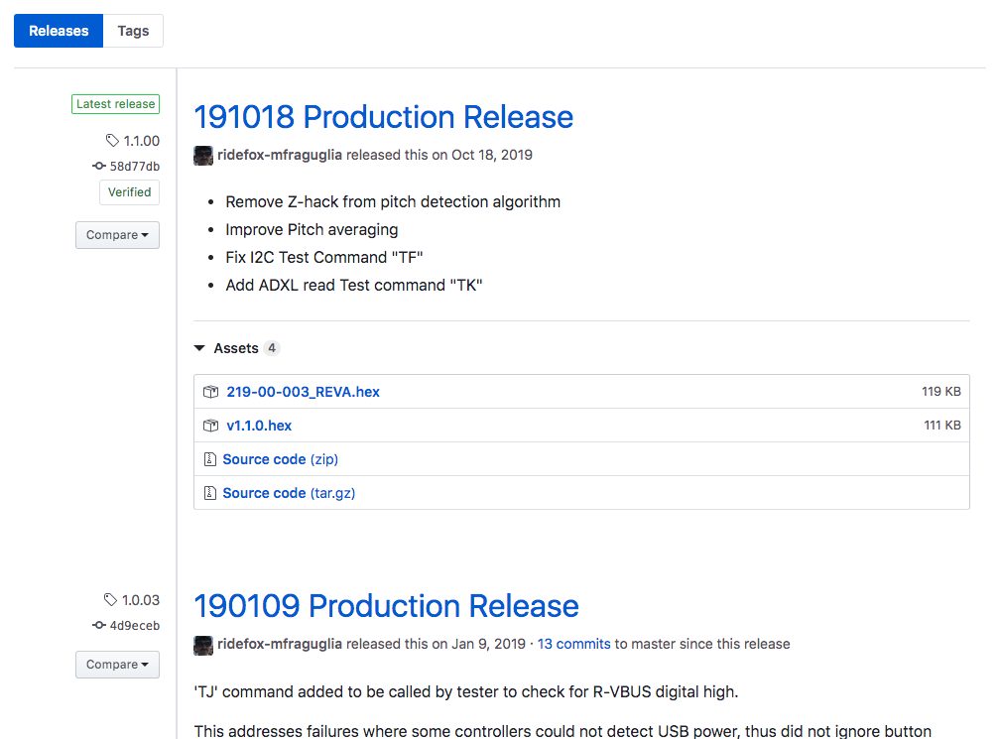 Releases Tags
Latest release
1.1.00
58d77db
Verified
Compare
191018 Production Release
ridefox-mfraguglia released this on Oct 18, 2019
Remove Z-hack from pitch detection algorithm
Improve Pitch averaging
Fix I2C Test Command "TF"
Add ADXL read Test command "TK"
Assets 4
219-00-003_REVA.hex 119 KB
v1.1.0.hex 111 KB
Source code (zip)
Source code (tar.gz)
1.0.03
4d9eceb
Compare
190109 Production Release
ridefox-mfraguglia released this on Jan 9, 2019 · 13 commits to master since this release
'TJ' command added to be called by tester to check for R-VBUS digital high.
This addresses failures where some controllers could not detect USB power, thus did not ignore button